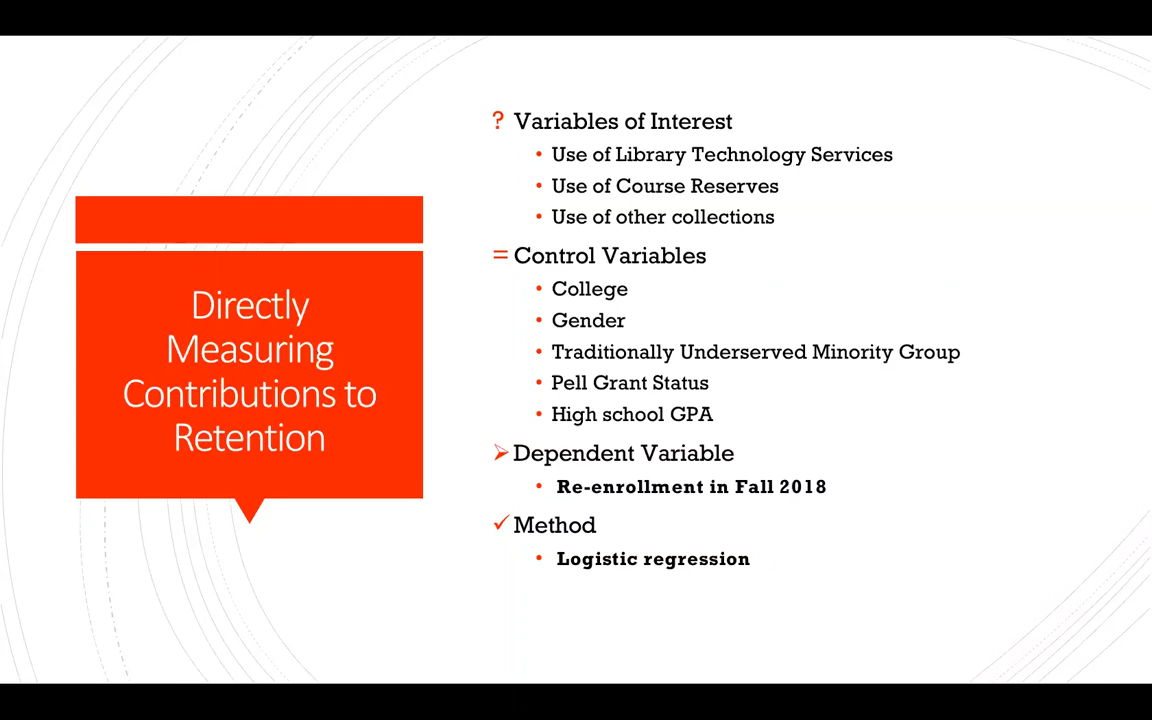 Directly
Measuring
Contributions to
Retention
? Variables of Interest
• Use of Library Technology Services
• Use of Course Reserves
• Use of other collections
= Control Variables
• College
• Gender
• Traditionally Underserved Minority Group
• Pell Grant Status
• High school GPA
➢ Dependent Variable
• Re-enrollment in Fall 2018
✓ Method
• Logistic regression